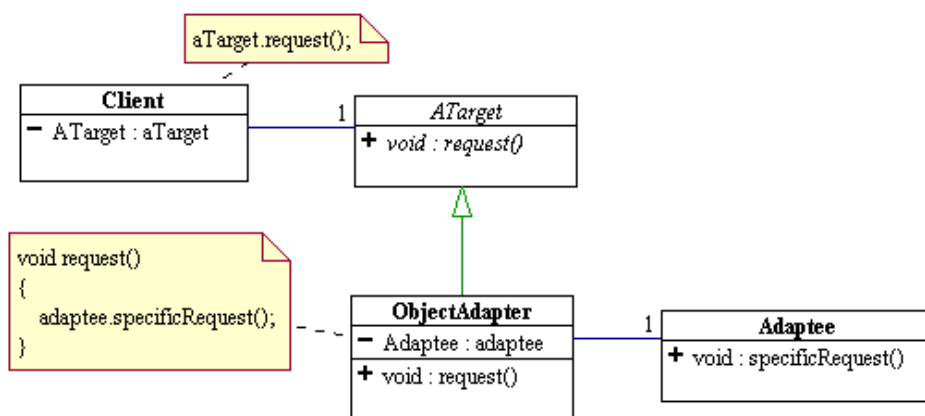 aTarget.request();
Client
− ATarget : aTarget
1
ATarget
+ void : request()
void request()
{
adaptee.specificRequest();
}
ObjectAdapter
− Adaptee : adaptee
+ void : request()
1
Adaptee
+ void : specificRequest()